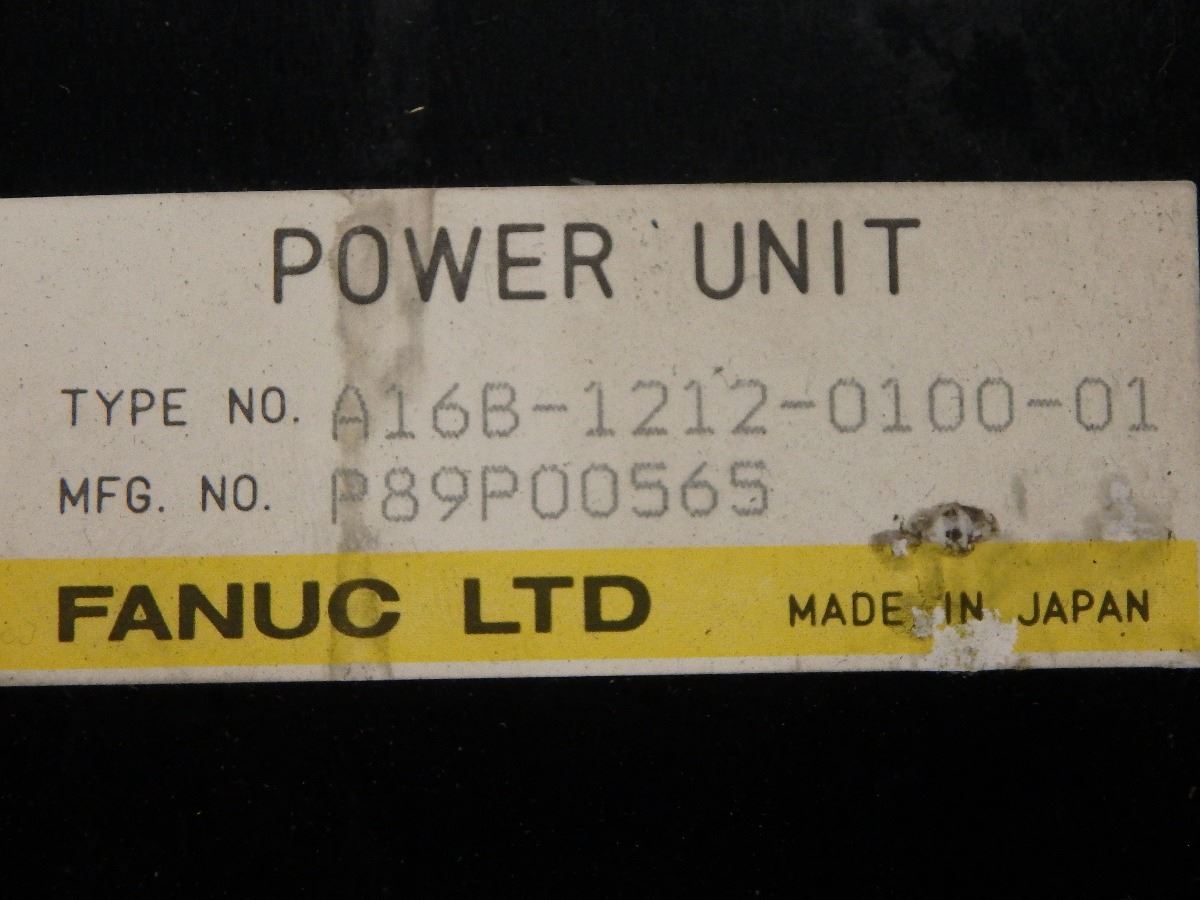 POWER UNIT
TYPE NO. A16B-1212-0100-01
MFG. NO. P89P00565
FANUC LTD MADE IN JAPAN